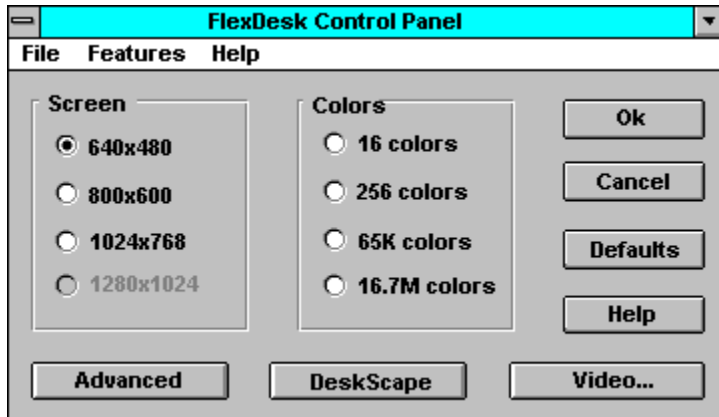 FlexDesk Control Panel
File Features Help
Screen
640x480
800x600
1024x768
1280x1024
Colors
16 colors
256 colors
65K colors
16.7M colors
Ok
Cancel
Defaults
Help
Advanced
DeskScape
Video...